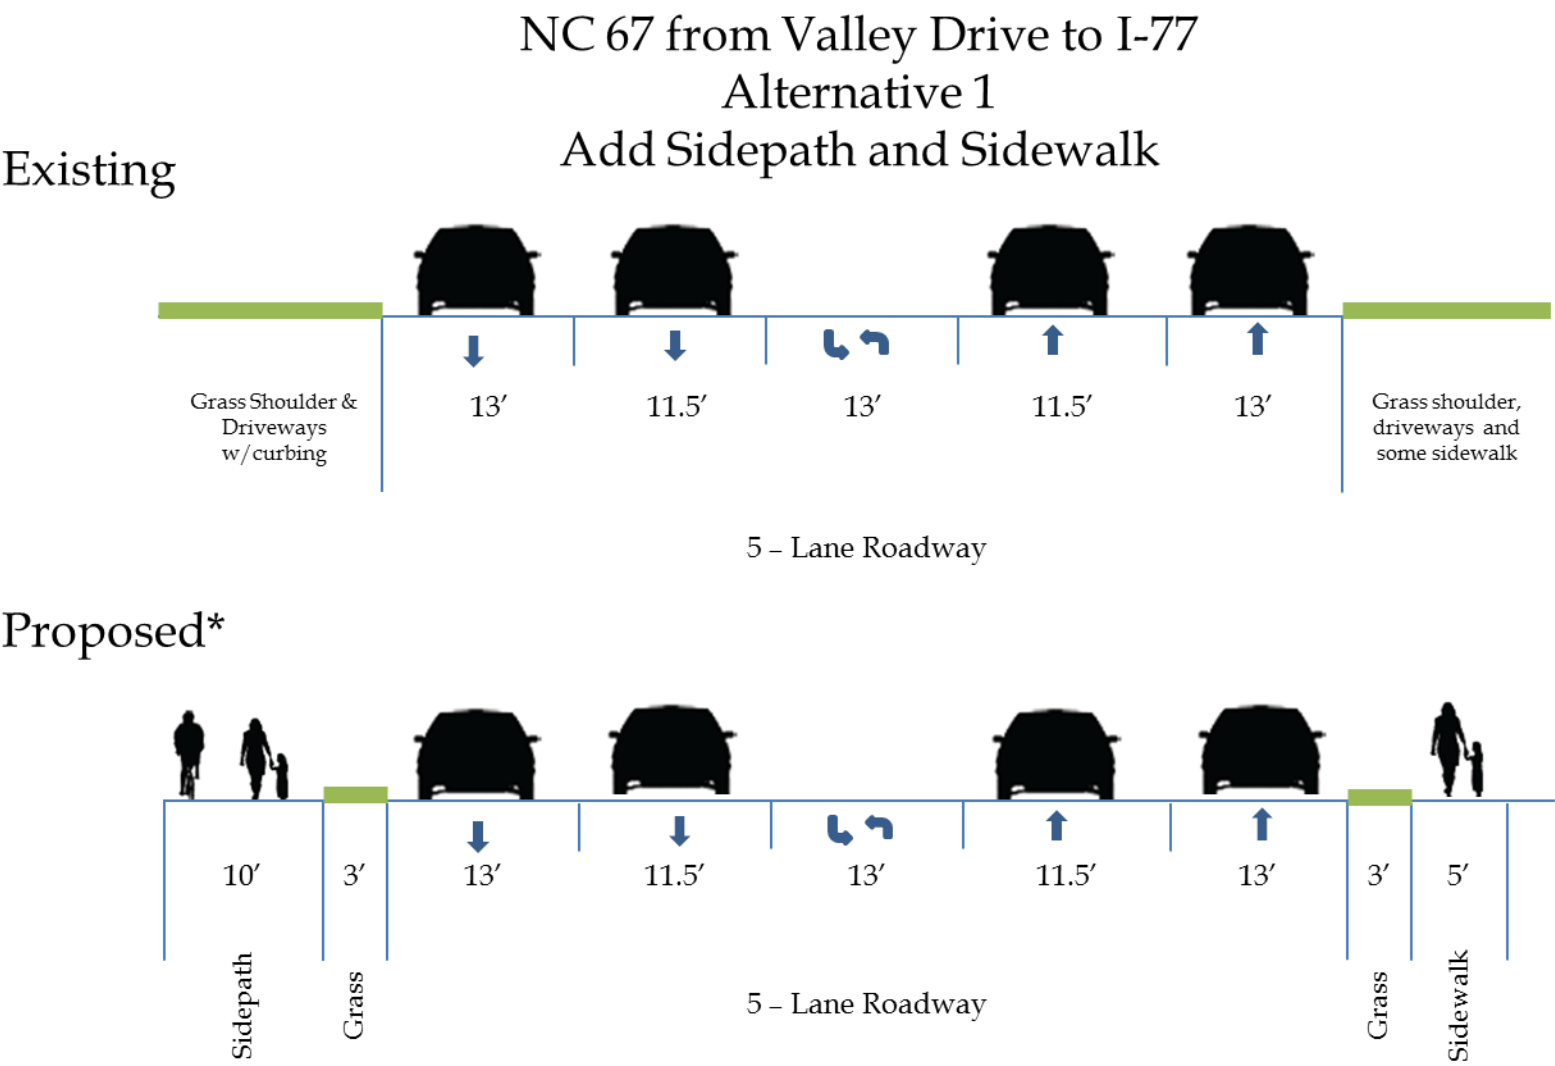 NC 67 from Valley Drive to I-77
Alternative 1
Add Sidepath and Sidewalk
Existing
Grass Shoulder &
Driveways
w/curbing
13′
11.5′
13′
11.5′
13′
Grass shoulder,
driveways and
some sidewalk
5 – Lane Roadway
Proposed*
10′
3′
13′
11.5′
13′
11.5′
13′
3′
5′
Sidepath
Grass
5 – Lane Roadway
Grass
Sidewalk